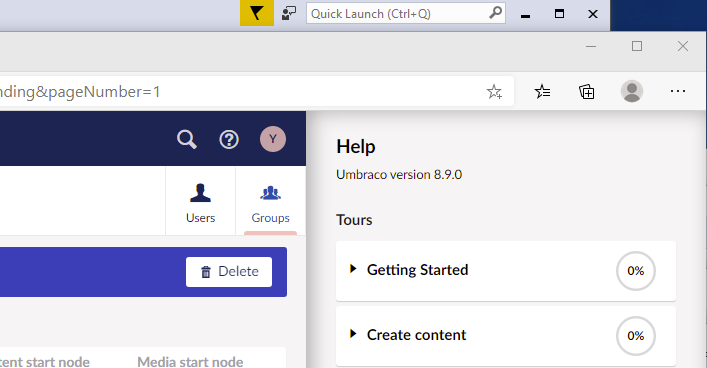 Quick Launch (Ctrl+Q)
nding&pageNumber=1
Y
Help
Umbraco version 8.9.0
Users
Groups
Tours
Delete
Getting Started
0%
Create content
0%
tent start node
Media start node